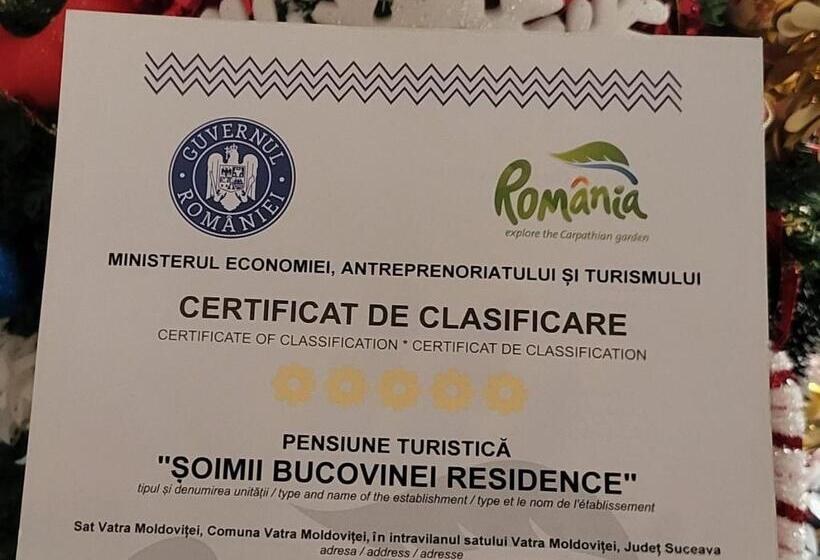 GUVERNUL
ROMÂNIEI
România
explore the Carpathian garden
MINISTERUL ECONOMIEI, ANTREPRENORIATULUI ȘI TURISMULUI
CERTIFICAT DE CLASIFICARE
CERTIFICATE OF CLASSIFICATION * CERTIFICAT DE CLASSIFICATION
PENSIUNE TURISTICĂ
"ȘOIMII BUCOVINEI RESIDENCE"
tipul și denumirea unității / type and name of the establishment / type et le nom de l'établissement
Sat Vatra Moldoviței, Comuna Vatra Moldoviței, în intravilanul satului Vatra Moldoviței, Județ Suceava
adresa / address / adresse